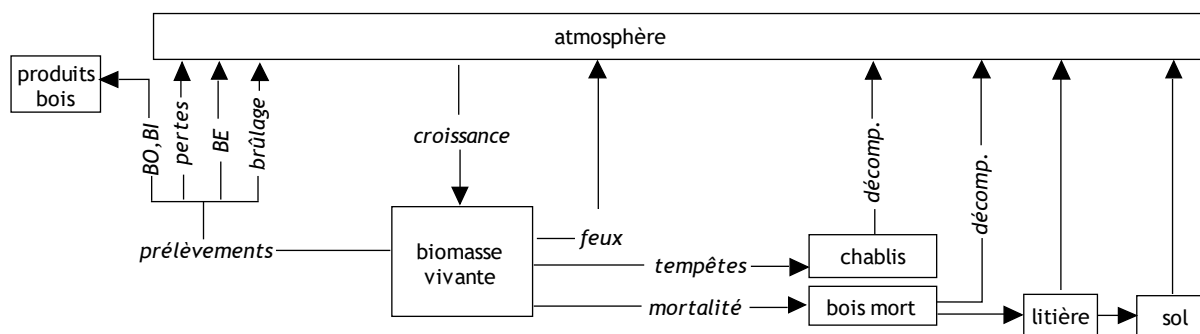 atmosphère
produits
bois
BO,BI
pertes
BE
brûlage
croissance
décomp.
décomp.
prélèvements
biomasse
vivante
feux
tempêtes
chablis
mortalité
bois mort
litière
sol